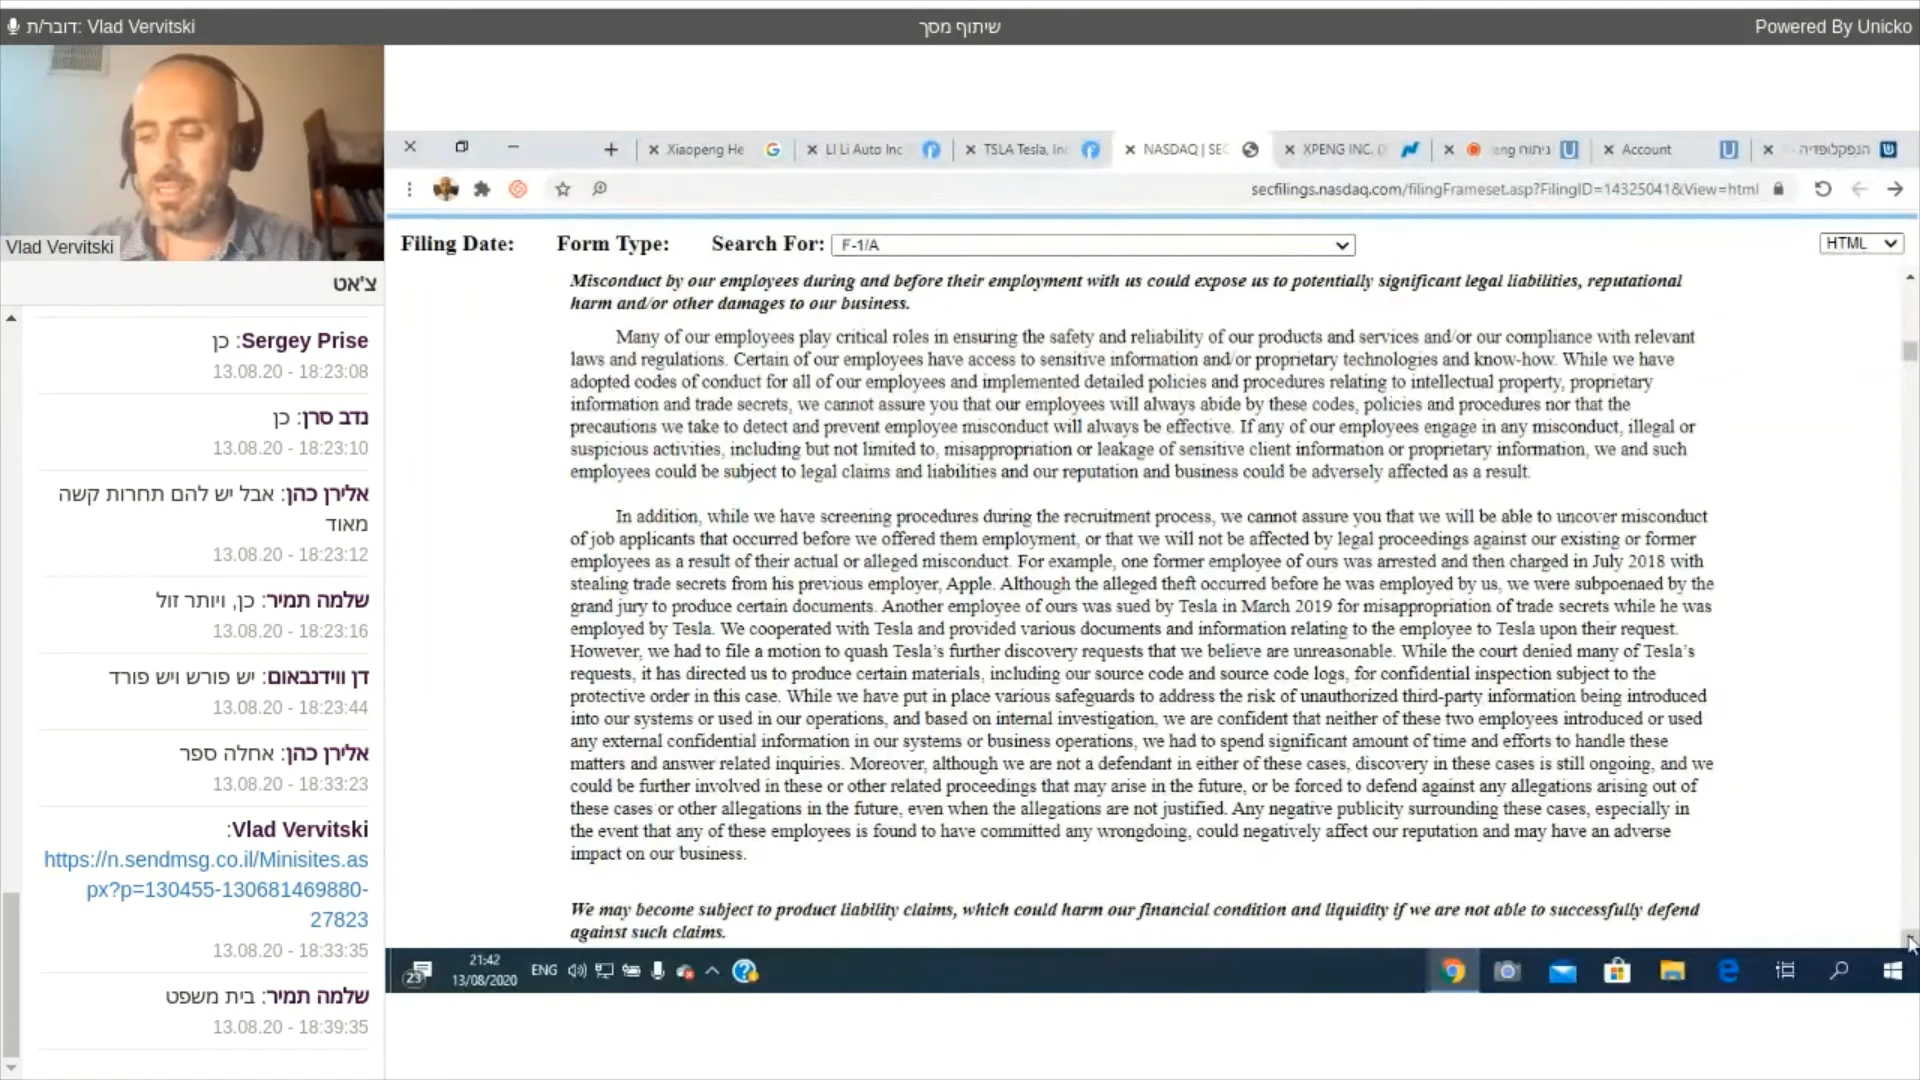 דובר/ת: Vlad Vervitski
שיתוף מסך
Powered By Unicko
Vlad Vervitski
צ'אט
Sergey Prise: כן
13.08.20 - 18:23:08
נדב סרן: כן
13.08.20 - 18:23:10
אלירן כהן: אבל יש להם תחרות קשה
מאוד
13.08.20 - 18:23:12
שלמה תמיר: כן, ויותר זול
13.08.20 - 18:23:16
דן ווידנבאום: יש פורש ויש פורד
13.08.20 - 18:23:44
אלירן כהן: אחלה ספר
13.08.20 - 18:33:23
Vlad Vervitski:
https://n.sendmsg.co.il/Minisites.as
px?p=130455-130681469880-
27823
13.08.20 - 18:33:35
שלמה תמיר: בית משפט
13.08.20 - 18:39:35
Xiaopeng He
LI Li Auto Inc
TSLA Tesla, Inc
NASDAQ | SEC
XPENG INC. (
ניתוח eng
Account
הנפקלופדיה -
secfilings.nasdaq.com/filingFrameset.asp?FilingID=14325041&View=html
Filing Date: Form Type: Search For: F-1/A HTML
Misconduct by our employees during and before their employment with us could expose us to potentially significant legal liabilities, reputational
harm and/or other damages to our business.
Many of our employees play critical roles in ensuring the safety and reliability of our products and services and/or our compliance with relevant
laws and regulations. Certain of our employees have access to sensitive information and/or proprietary technologies and know-how. While we have
adopted codes of conduct for all of our employees and implemented detailed policies and procedures relating to intellectual property, proprietary
information and trade secrets, we cannot assure you that our employees will always abide by these codes, policies and procedures nor that the
precautions we take to detect and prevent employee misconduct will always be effective. If any of our employees engage in any misconduct, illegal or
suspicious activities, including but not limited to, misappropriation or leakage of sensitive client information or proprietary information, we and such
employees could be subject to legal claims and liabilities and our reputation and business could be adversely affected as a result.
In addition, while we have screening procedures during the recruitment process, we cannot assure you that we will be able to uncover misconduct
of job applicants that occurred before we offered them employment, or that we will not be affected by legal proceedings against our existing or former
employees as a result of their actual or alleged misconduct. For example, one former employee of ours was arrested and then charged in July 2018 with
stealing trade secrets from his previous employer, Apple. Although the alleged theft occurred before he was employed by us, we were subpoenaed by the
grand jury to produce certain documents. Another employee of ours was sued by Tesla in March 2019 for misappropriation of trade secrets while he was
employed by Tesla. We cooperated with Tesla and provided various documents and information relating to the employee to Tesla upon their request.
However, we had to file a motion to quash Tesla's further discovery requests that we believe are unreasonable. While the court denied many of Tesla's
requests, it has directed us to produce certain materials, including our source code and source code logs, for confidential inspection subject to the
protective order in this case. While we have put in place various safeguards to address the risk of unauthorized third-party information being introduced
into our systems or used in our operations, and based on internal investigation, we are confident that neither of these two employees introduced or used
any external confidential information in our systems or business operations, we had to spend significant amount of time and efforts to handle these
matters and answer related inquiries. Moreover, although we are not a defendant in either of these cases, discovery in these cases is still ongoing, and we
could be further involved in these or other related proceedings that may arise in the future, or be forced to defend against any allegations arising out of
these cases or other allegations in the future, even when the allegations are not justified. Any negative publicity surrounding these cases, especially in
the event that any of these employees is found to have committed any wrongdoing, could negatively affect our reputation and may have an adverse
impact on our business.
We may become subject to product liability claims, which could harm our financial condition and liquidity if we are not able to successfully defend
against such claims.
23
21:42
13/08/2020
ENG